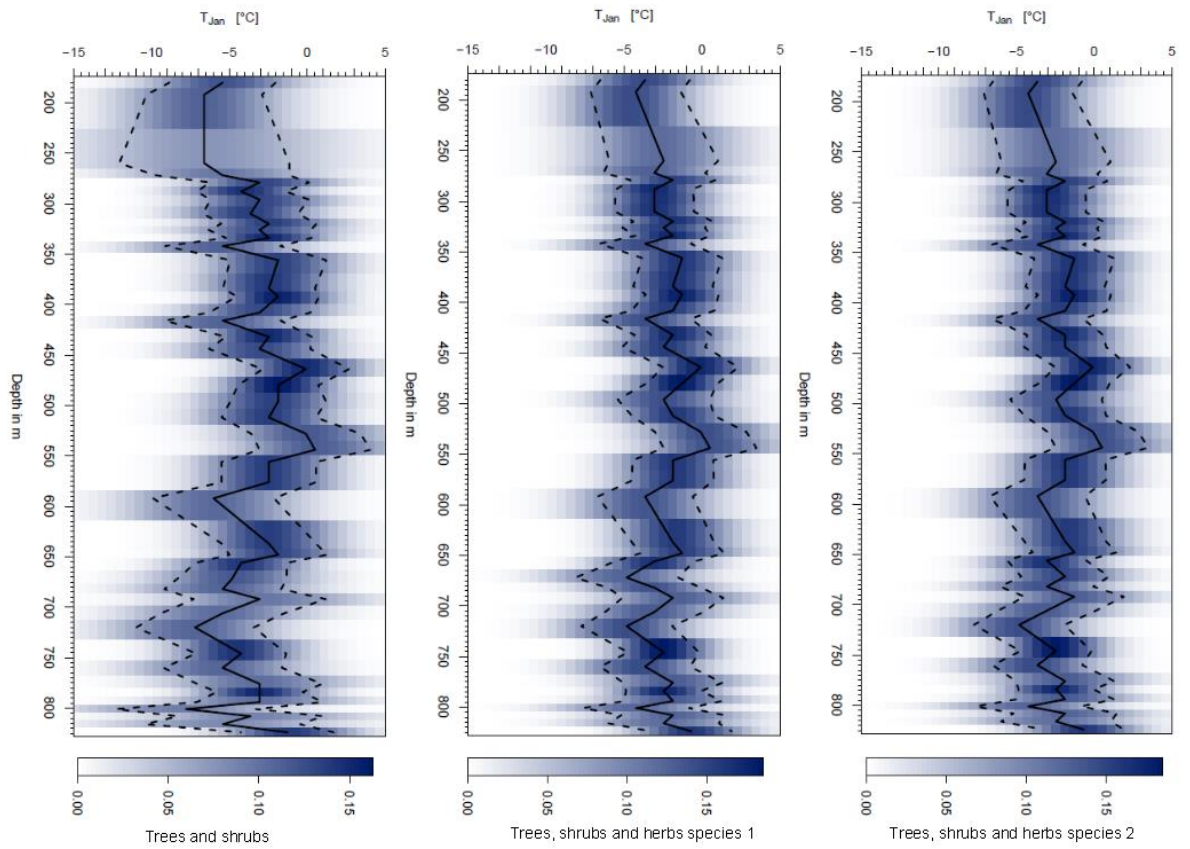 T_Jan [°C]
−15 −10 −5 0 5
200
250
300
350
400
450
500
550
600
650
700
750
800
Depth in m
0.00 0.05 0.10 0.15
Trees and shrubs
T_Jan [°C]
−15 −10 −5 0 5
200
250
300
350
400
450
500
550
600
650
700
750
800
Depth in m
0.00 0.05 0.10 0.15
Trees, shrubs and herbs species 1
T_Jan [°C]
−15 −10 −5 0 5
200
250
300
350
400
450
500
550
600
650
700
750
800
Depth in m
0.00 0.05 0.10 0.15
Trees, shrubs and herbs species 2